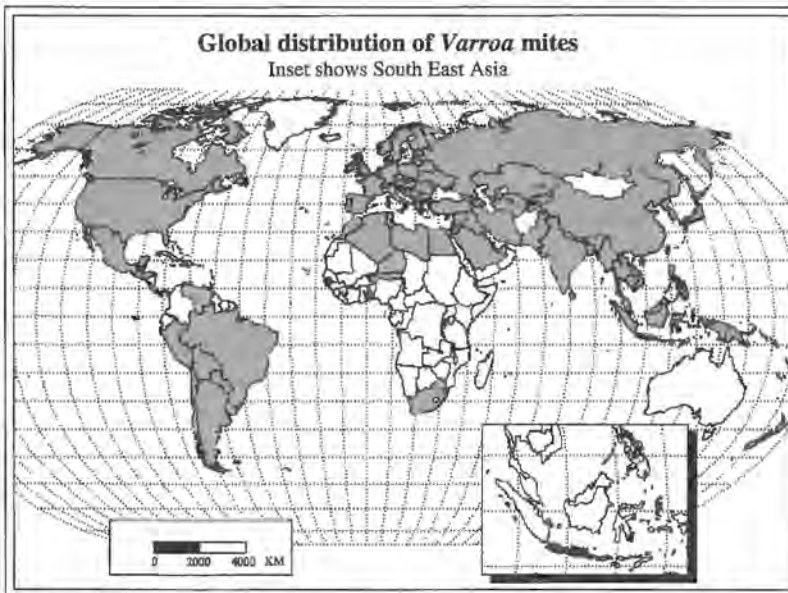 Global distribution of Varroa mites
Inset shows South East Asia
0 2000 4000 KM